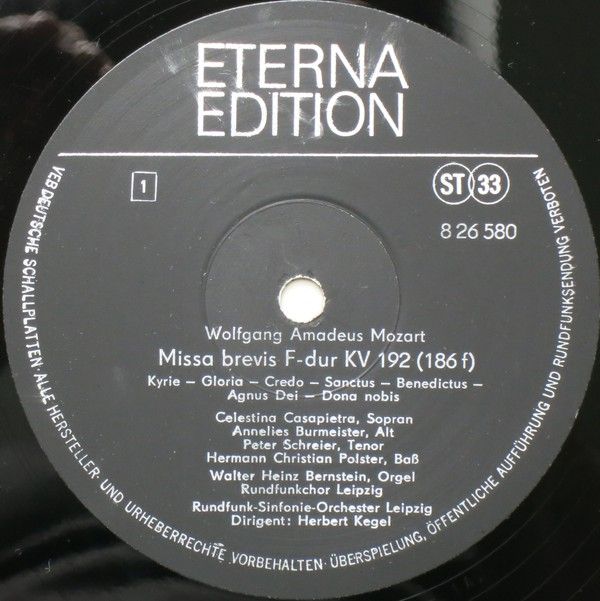 ETERNA
EDITION
1
ST 33
8 26 580
Wolfgang Amadeus Mozart
Missa brevis F-dur KV 192 (186 f)
Kyrie – Gloria – Credo – Sanctus – Benedictus –
Agnus Dei – Dona nobis
Celestina Casapietra, Sopran
Annelies Burmeister, Alt
Peter Schreier, Tenor
Hermann Christian Polster, Baß
Walter Heinz Bernstein, Orgel
Rundfunkchor Leipzig
Rundfunk-Sinfonie-Orchester Leipzig
Dirigent: Herbert Kegel
VEB DEUTSCHE SCHALLPLATTEN · ALLE HERSTELLER- UND URHEBERRECHTE VORBEHALTEN · ÜBERSPIELUNG, ÖFFENTLICHE AUFFÜHRUNG UND RUNDFUNKSENDUNG VERBOTEN